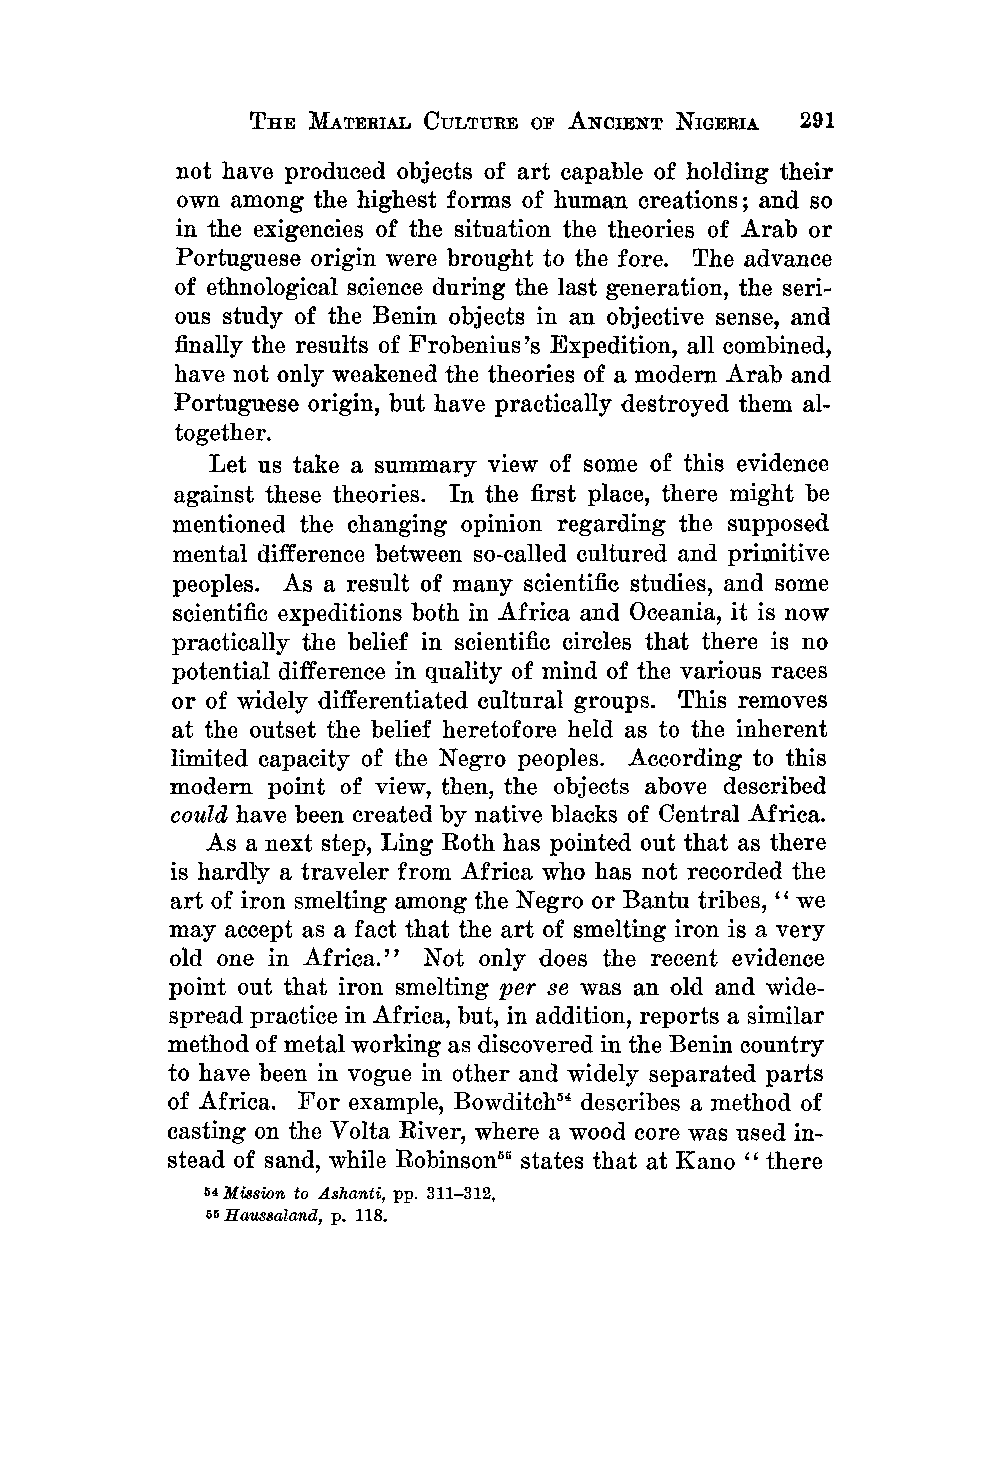 THE MATERIAL CULTURE OF ANCIENT NIGERIA 291
not have produced objects of art capable of holding their
own among the highest forms of human creations; and so
in the exigencies of the situation the theories of Arab or
Portuguese origin were brought to the fore. The advance
of ethnological science during the last generation, the seri-
ous study of the Benin objects in an objective sense, and
finally the results of Frobenius's Expedition, all combined,
have not only weakened the theories of a modern Arab and
Portuguese origin, but have practically destroyed them al-
together.
Let us take a summary view of some of this evidence
against these theories. In the first place, there might be
mentioned the changing opinion regarding the supposed
mental difference between so-called cultured and primitive
peoples. As a result of many scientific studies, and some
scientific expeditions both in Africa and Oceania, it is now
practically the belief in scientific circles that there is no
potential difference in quality of mind of the various races
or of widely differentiated cultural groups. This removes
at the outset the belief heretofore held as to the inherent
limited capacity of the Negro peoples. According to this
modern point of view, then, the objects above described
could have been created by native blacks of Central Africa.
As a next step, Ling Roth has pointed out that as there
is hardly a traveler from Africa who has not recorded the
art of iron smelting among the Negro or Bantu tribes, "we
may accept as a fact that the art of smelting iron is a very
old one in Africa." Not only does the recent evidence
point out that iron smelting per se was an old and wide-
spread practice in Africa, but, in addition, reports a similar
method of metal working as discovered in the Benin country
to have been in vogue in other and widely separated parts
of Africa. For example, Bowditch⁵⁴ describes a method of
casting on the Volta River, where a wood core was used in-
stead of sand, while Robinson⁵⁵ states that at Kano "there
⁵⁴ Mission to Ashanti, pp. 311–312,
⁵⁵ Haussaland, p. 118.